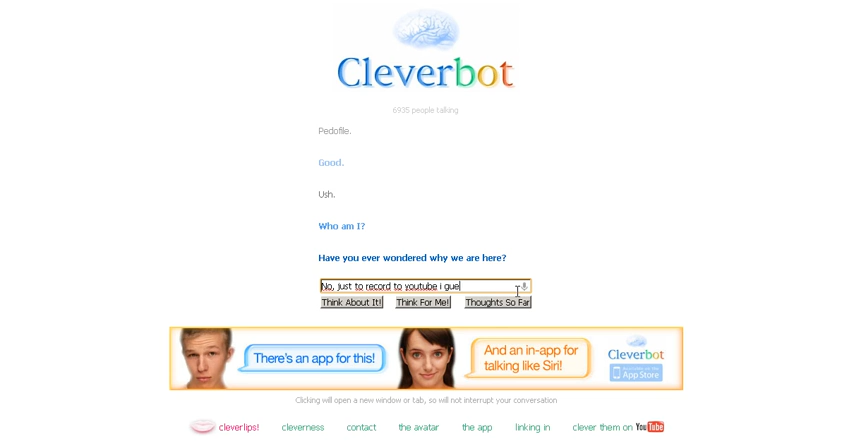 Cleverbot
6935 people talking
Pedofile.
Good.
Ush.
Who am I?
Have you ever wondered why we are here?
No, just to record to youtube i gue
Think About It! Think For Me! Thoughts So Far
There's an app for this!
And an in-app for
talking like Siri!
Cleverbot
App Store
Clicking will open a new window or tab, so will not interrupt your conversation
cleverlips! cleverness contact the avatar the app linking in clever them on YouTube